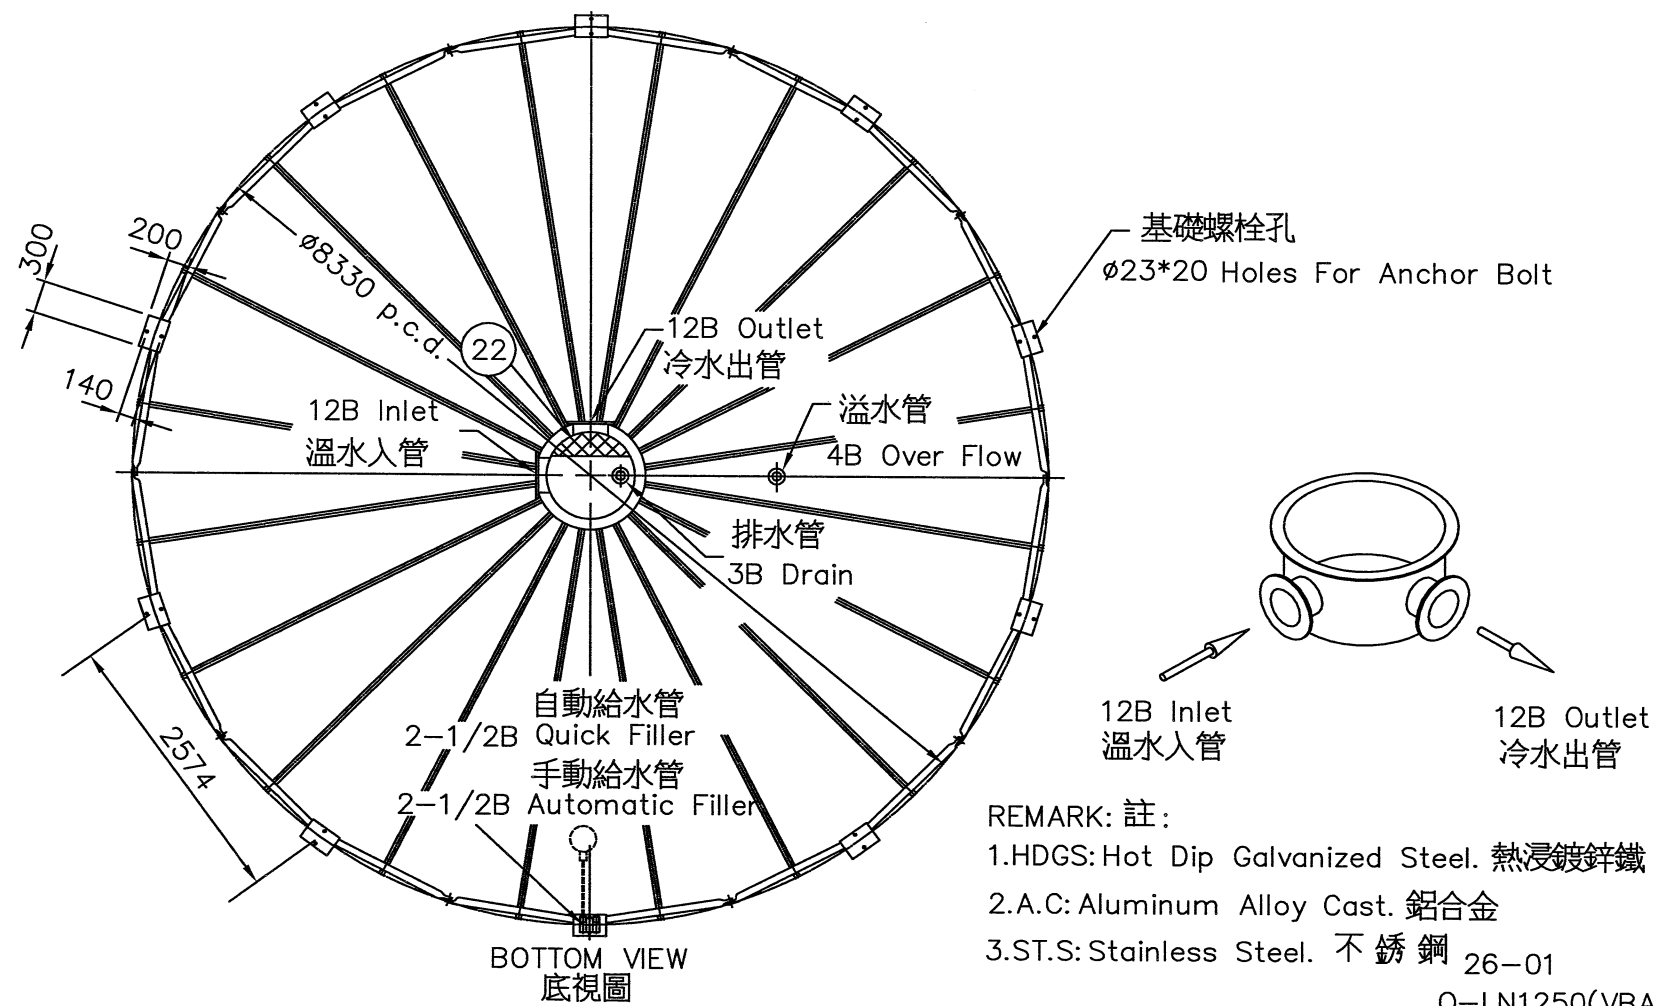 300
200
ø8330 p.c.d.
22
140
12B Inlet
溫水入管
12B Outlet
冷水出管
溢水管
4B Over Flow
排水管
3B Drain
基礎螺栓孔
ø23*20 Holes For Anchor Bolt
2574
自動給水管
2-1/2B Quick Filler
手動給水管
2-1/2B Automatic Filler
BOTTOM VIEW
底視圖
12B Inlet
溫水入管
12B Outlet
冷水出管
REMARK: 註:
1.HDGS: Hot Dip Galvanized Steel. 熱浸鍍鋅鐵
2.A.C: Aluminum Alloy Cast. 鋁合金
3.ST.S: Stainless Steel. 不銹鋼
26-01